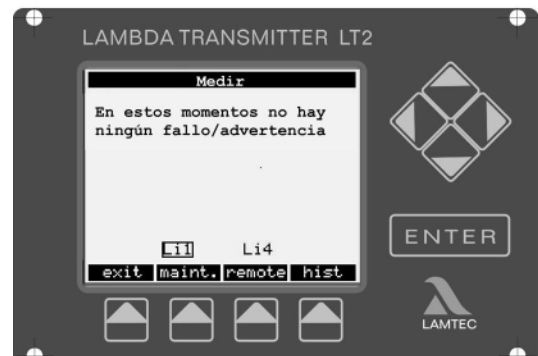 LAMBDA TRANSMITTER LT2
Medir
En estos momentos no hay
ningún fallo/advertencia
Li1 Li4
exit maint. remote hist
ENTER
LAMTEC